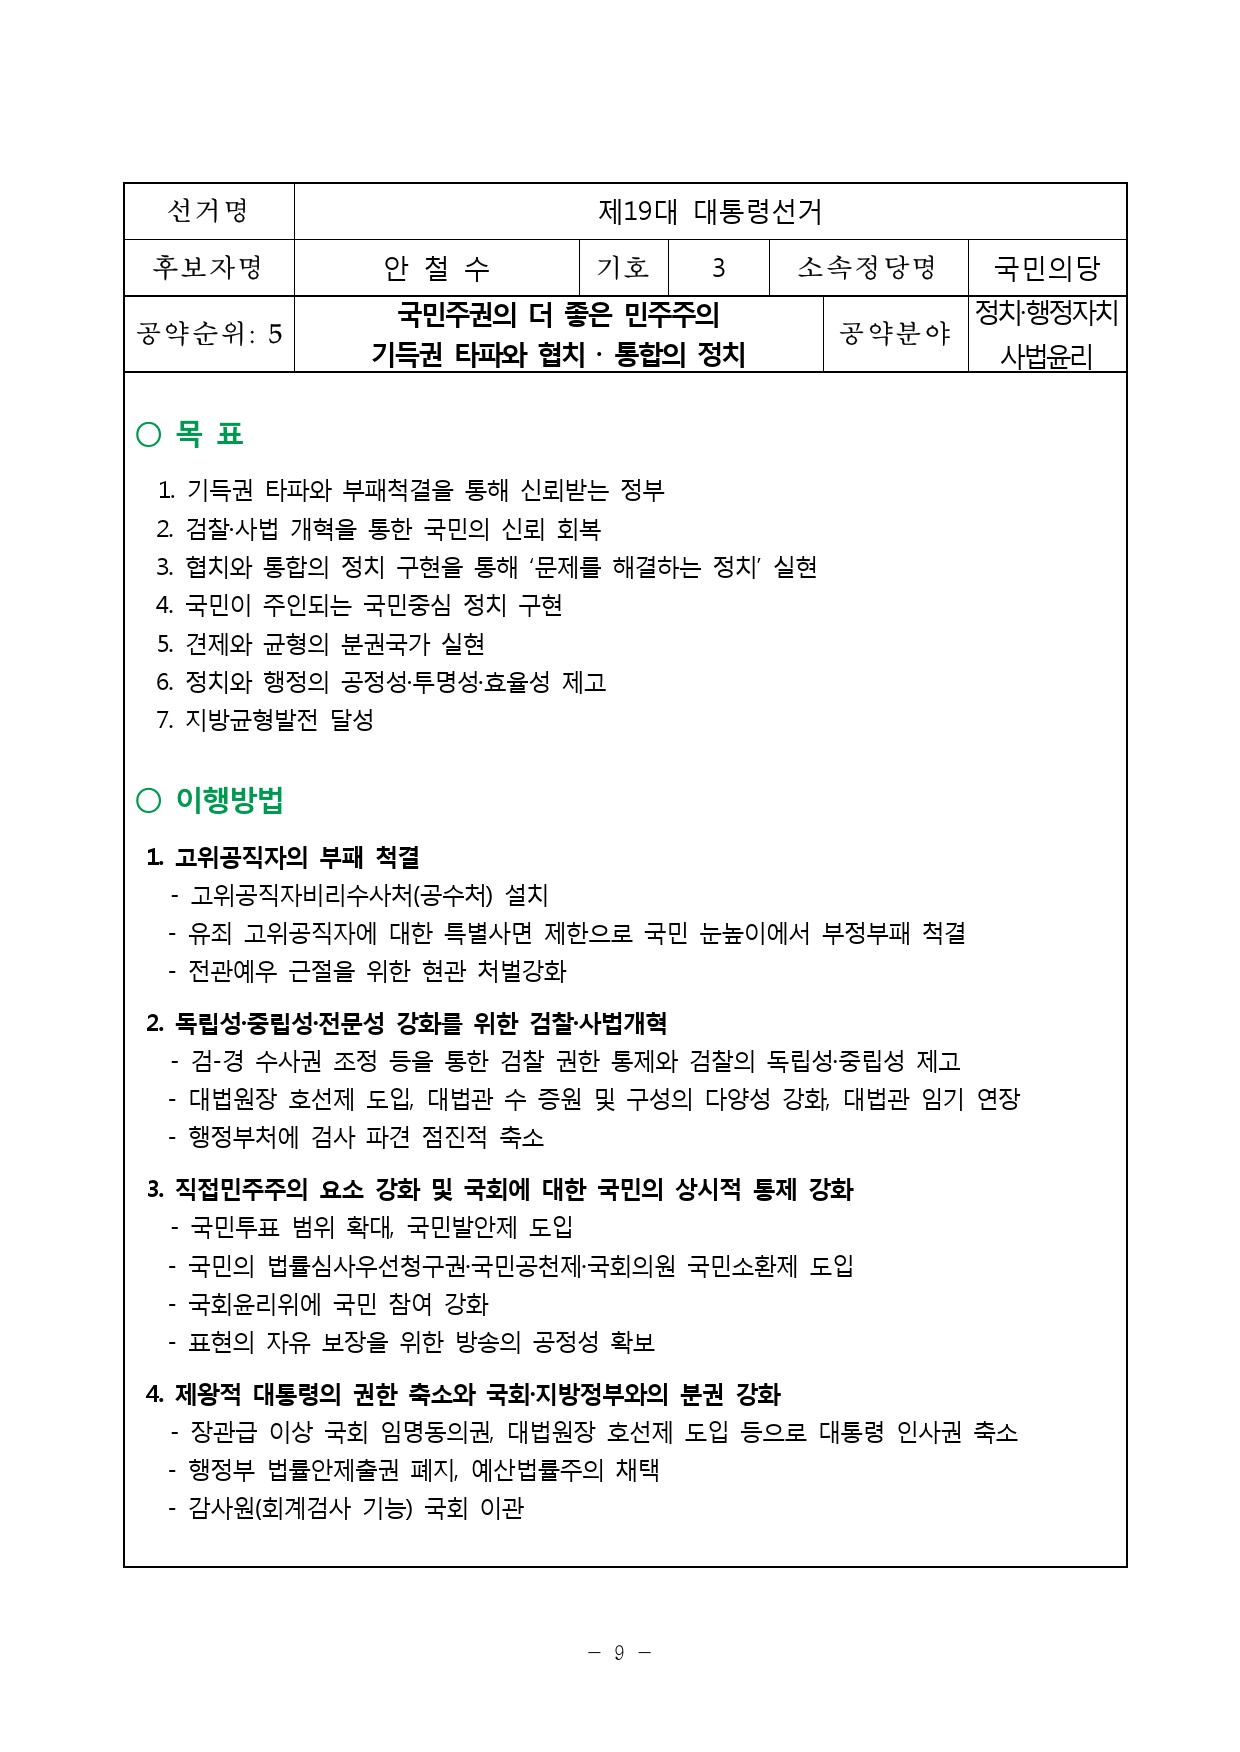 선거명 제19대 대통령선거
후보자명 안 철 수 기호 3 소속정당명 국민의당
공약순위: 5 국민주권의 더 좋은 민주주의 기득권 타파와 협치 · 통합의 정치 공약분야 정치·행정자치 사법윤리
○ 목 표
1. 기득권 타파와 부패척결을 통해 신뢰받는 정부
2. 검찰·사법 개혁을 통한 국민의 신뢰 회복
3. 협치와 통합의 정치 구현을 통해 ‘문제를 해결하는 정치’ 실현
4. 국민이 주인되는 국민중심 정치 구현
5. 견제와 균형의 분권국가 실현
6. 정치와 행정의 공정성·투명성·효율성 제고
7. 지방균형발전 달성
○ 이행방법
1. 고위공직자의 부패 척결
- 고위공직자비리수사처(공수처) 설치
- 유죄 고위공직자에 대한 특별사면 제한으로 국민 눈높이에서 부정부패 척결
- 전관예우 근절을 위한 현관 처벌강화
2. 독립성·중립성·전문성 강화를 위한 검찰·사법개혁
- 검-경 수사권 조정 등을 통한 검찰 권한 통제와 검찰의 독립성·중립성 제고
- 대법원장 호선제 도입, 대법관 수 증원 및 구성의 다양성 강화, 대법관 임기 연장
- 행정부처에 검사 파견 점진적 축소
3. 직접민주주의 요소 강화 및 국회에 대한 국민의 상시적 통제 강화
- 국민투표 범위 확대, 국민발안제 도입
- 국민의 법률심사우선청구권·국민공천제·국회의원 국민소환제 도입
- 국회윤리위에 국민 참여 강화
- 표현의 자유 보장을 위한 방송의 공정성 확보
4. 제왕적 대통령의 권한 축소와 국회·지방정부와의 분권 강화
- 장관급 이상 국회 임명동의권, 대법원장 호선제 도입 등으로 대통령 인사권 축소
- 행정부 법률안제출권 폐지, 예산법률주의 채택
- 감사원(회계검사 기능) 국회 이관
- 9 -